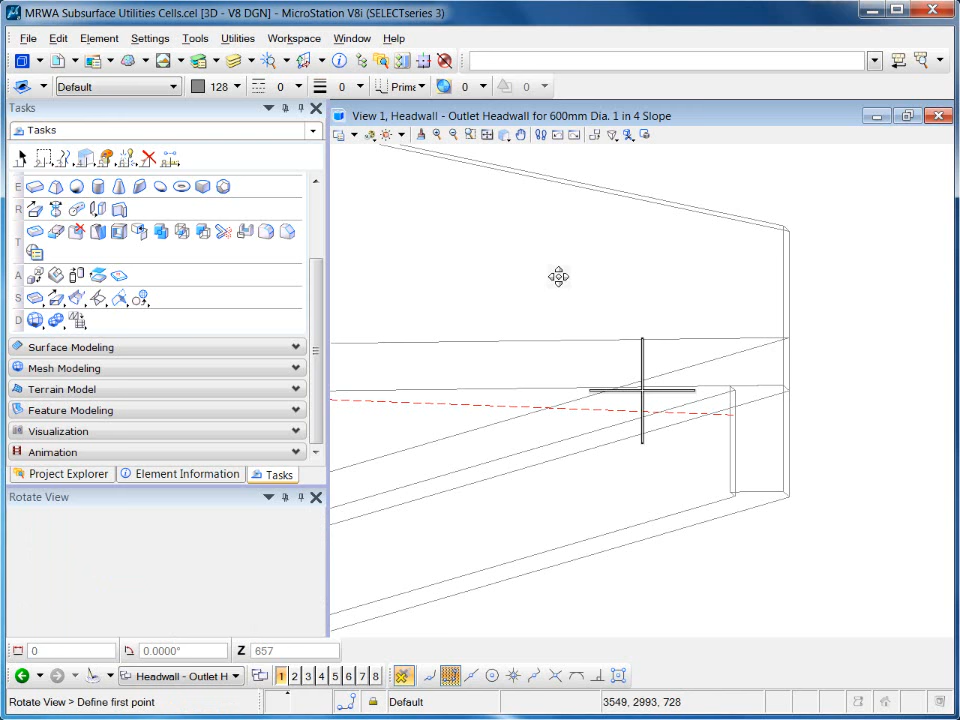 MRWA Subsurface Utilities Cells.cel [3D - V8 DGN] - MicroStation V8i (SELECTseries 3)
File Edit Element Settings Tools Utilities Workspace Window Help
Default 128 0 0 Prima 0 0
Tasks
Tasks
View 1, Headwall - Outlet Headwall for 600mm Dia. 1 in 4 Slope
E
R
T
A
S
D
Surface Modeling
Mesh Modeling
Terrain Model
Feature Modeling
Visualization
Animation
Project Explorer Element Information Tasks
Rotate View
0 0.0000° Z 657
Headwall - Outlet H 1 2 3 4 5 6 7 8
Rotate View > Define first point Default 3549, 2993, 728